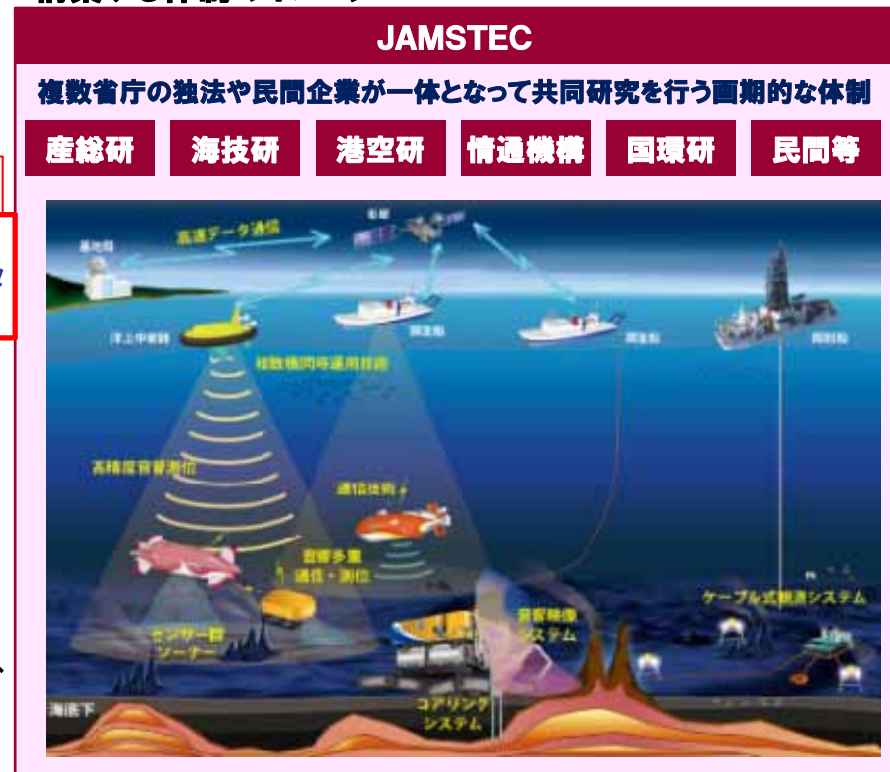 JAMSTEC
複数省庁の独法や民間企業が一体となって共同研究を行う画期的な体制
産総研 海技研 港空研 情通機構 国環研 民間等
衛星
高速データ通信
基地局
洋上中継器
調査船
調査船
掘削船
複数機同時運用技術
高精度音響測位
通信技術
音響多重
通信・測位
センサー群
ソーナー
音響映像
システム
ケーブル式観測システム
コアリング
システム
海底下